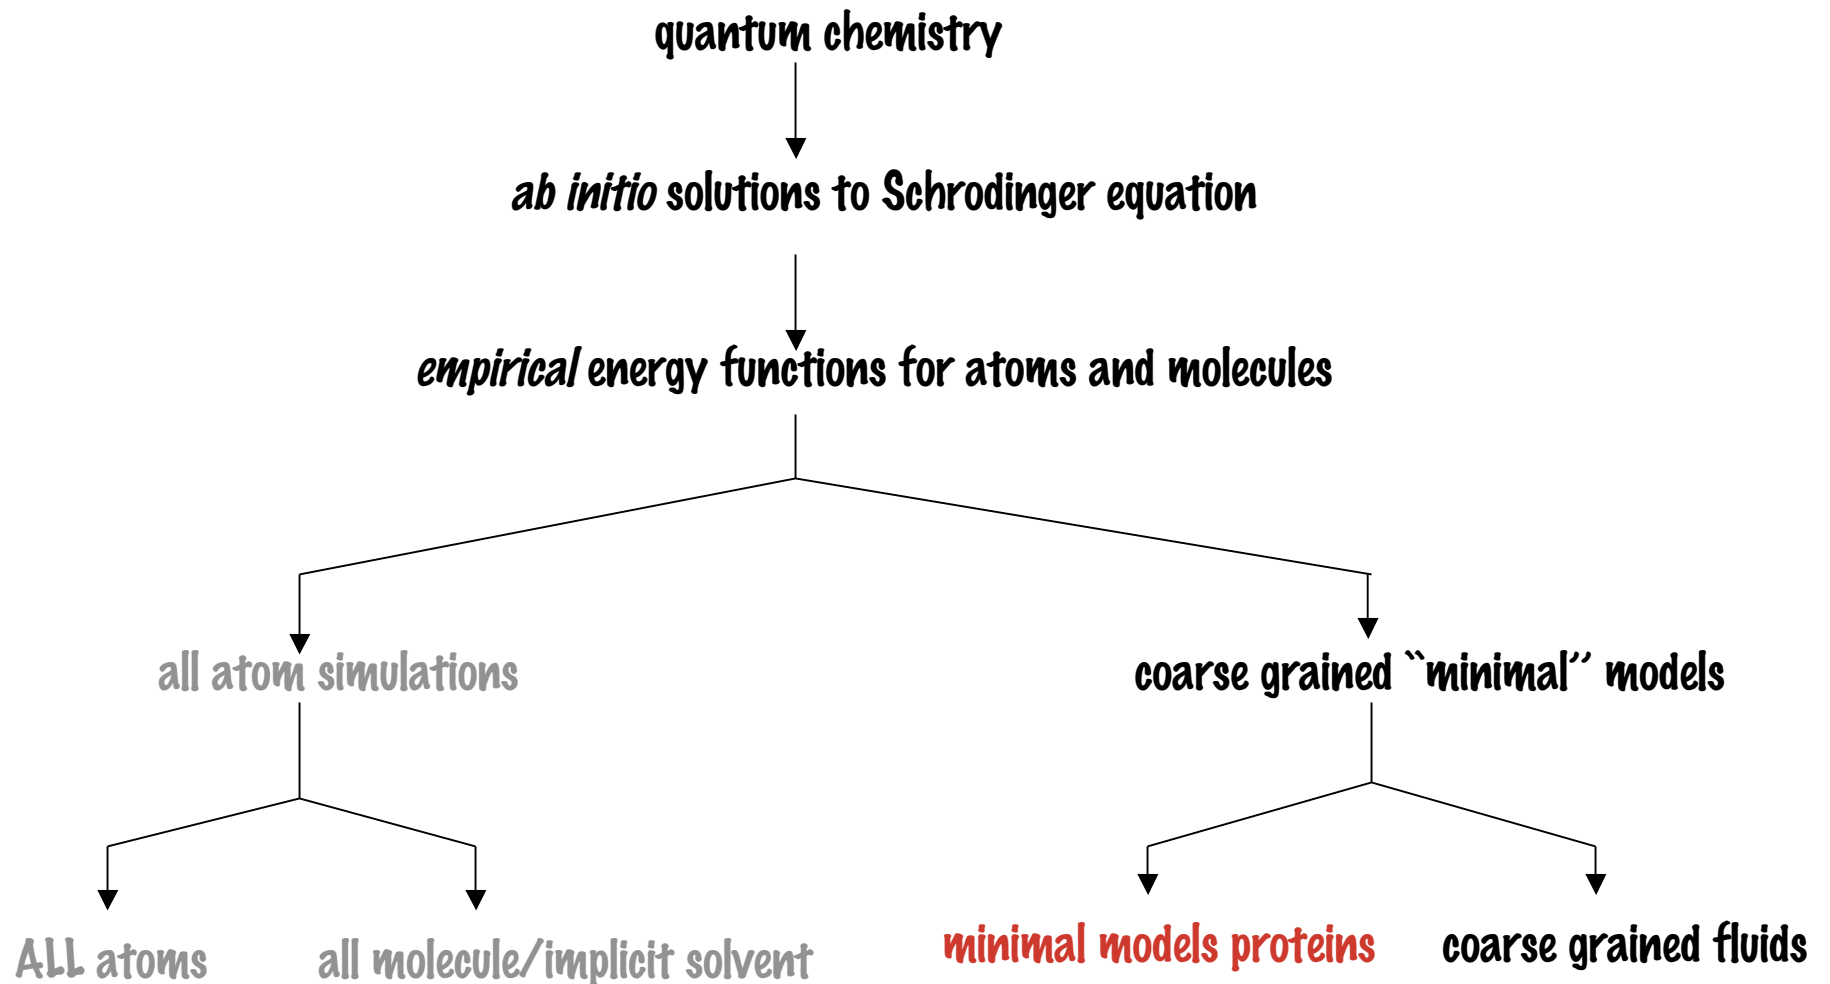 quantum chemistry
ab initio solutions to Schrodinger equation
empirical energy functions for atoms and molecules
all atom simulations
coarse grained ``minimal’’ models
ALL atoms
all molecule/implicit solvent
minimal models proteins
coarse grained fluids